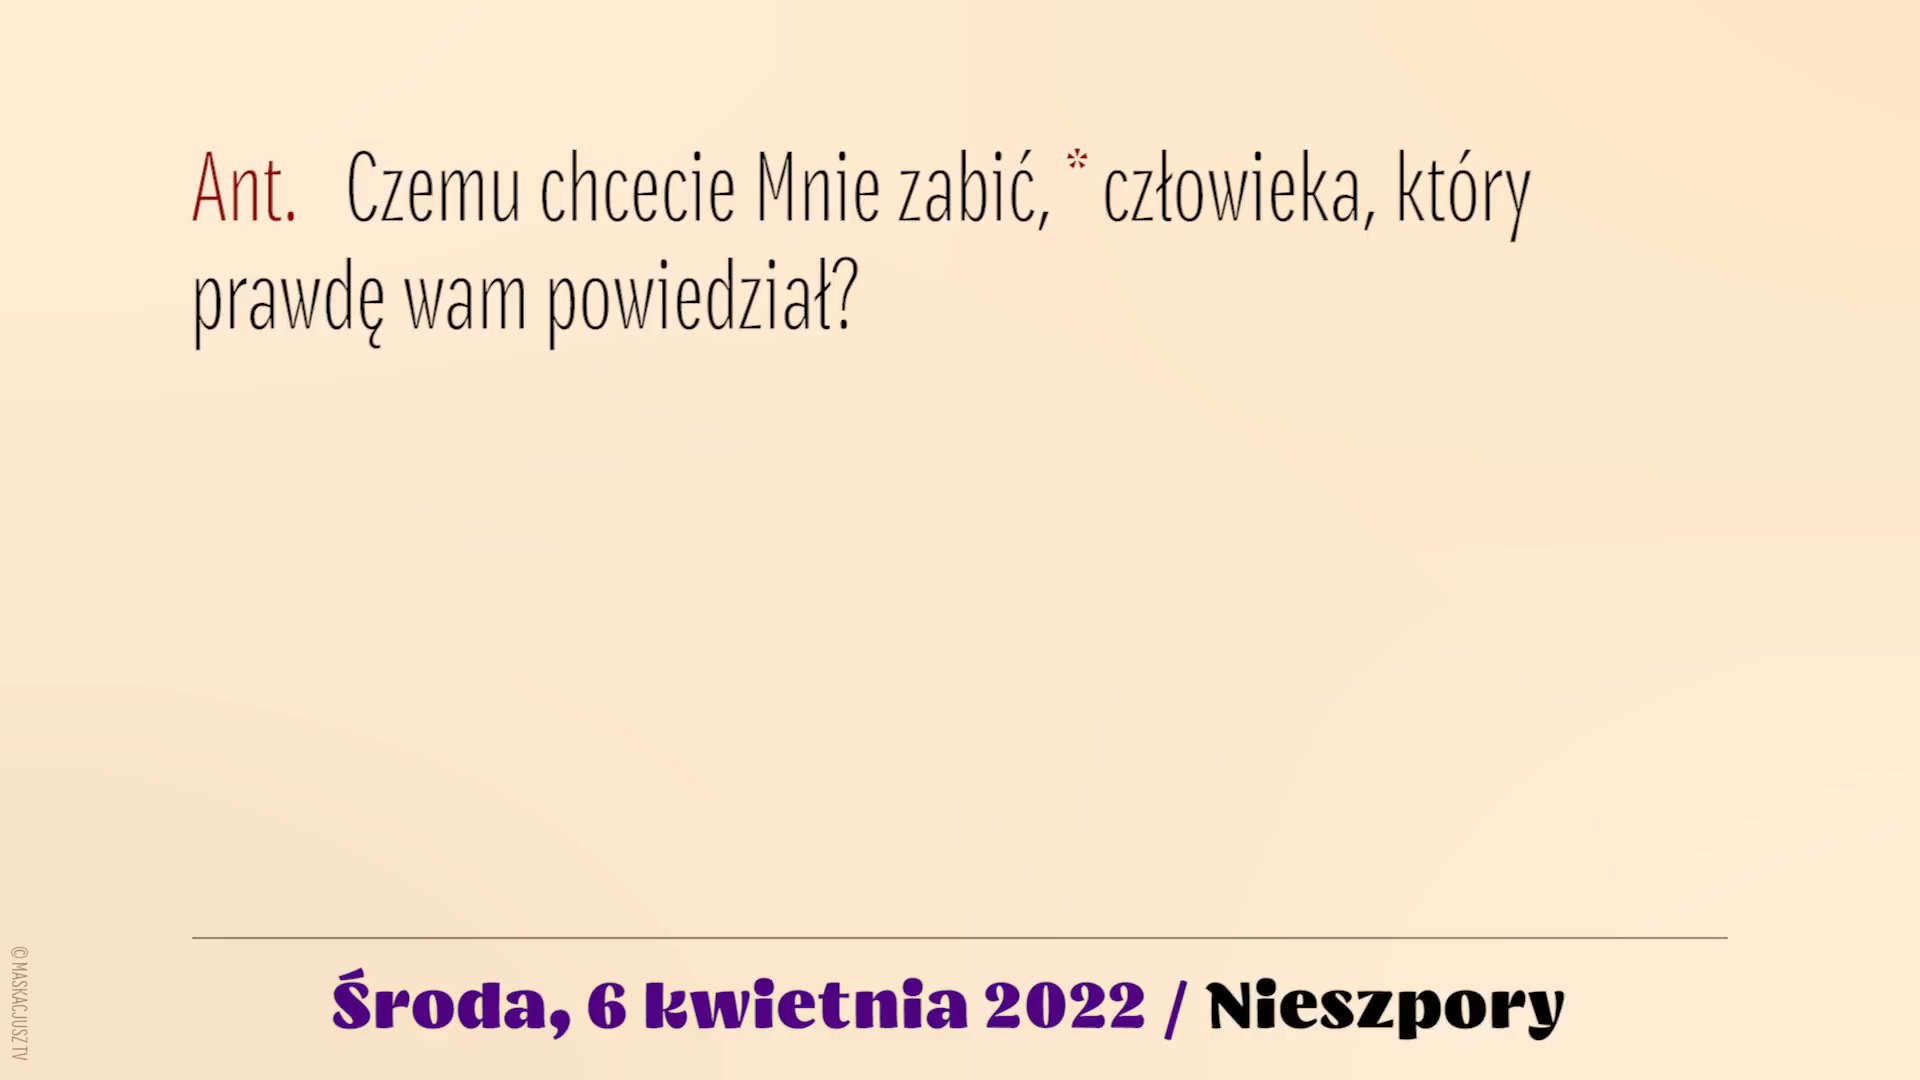 Ant. Czemu chcecie Mnie zabić, * człowieka, który
prawdę wam powiedział?
Środa, 6 kwietnia 2022 / Nieszpory
© MASKACJUSZ TV